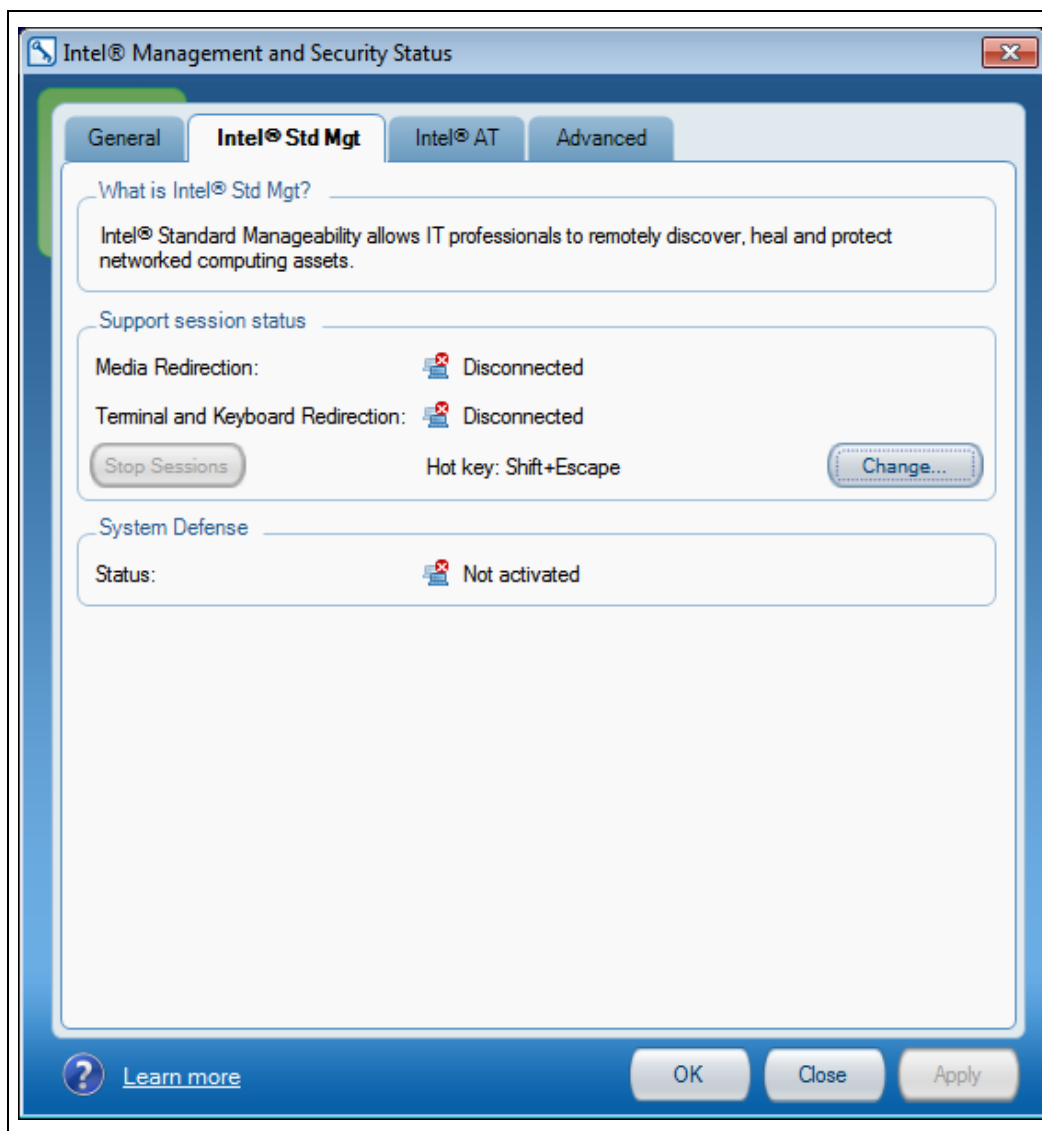 Intel® Management and Security Status
General Intel® Std Mgt Intel® AT Advanced
What is Intel® Std Mgt?
Intel® Standard Manageability allows IT professionals to remotely discover, heal and protect
networked computing assets.
Support session status
Media Redirection: Disconnected
Terminal and Keyboard Redirection: Disconnected
Stop Sessions Hot key: Shift+Escape Change...
System Defense
Status: Not activated
? Learn more OK Close Apply